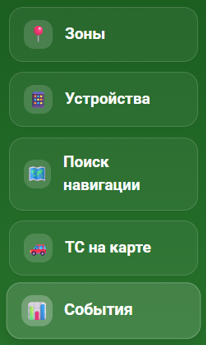 Зоны
Устройства
Поиск
навигации
ТС на карте
События